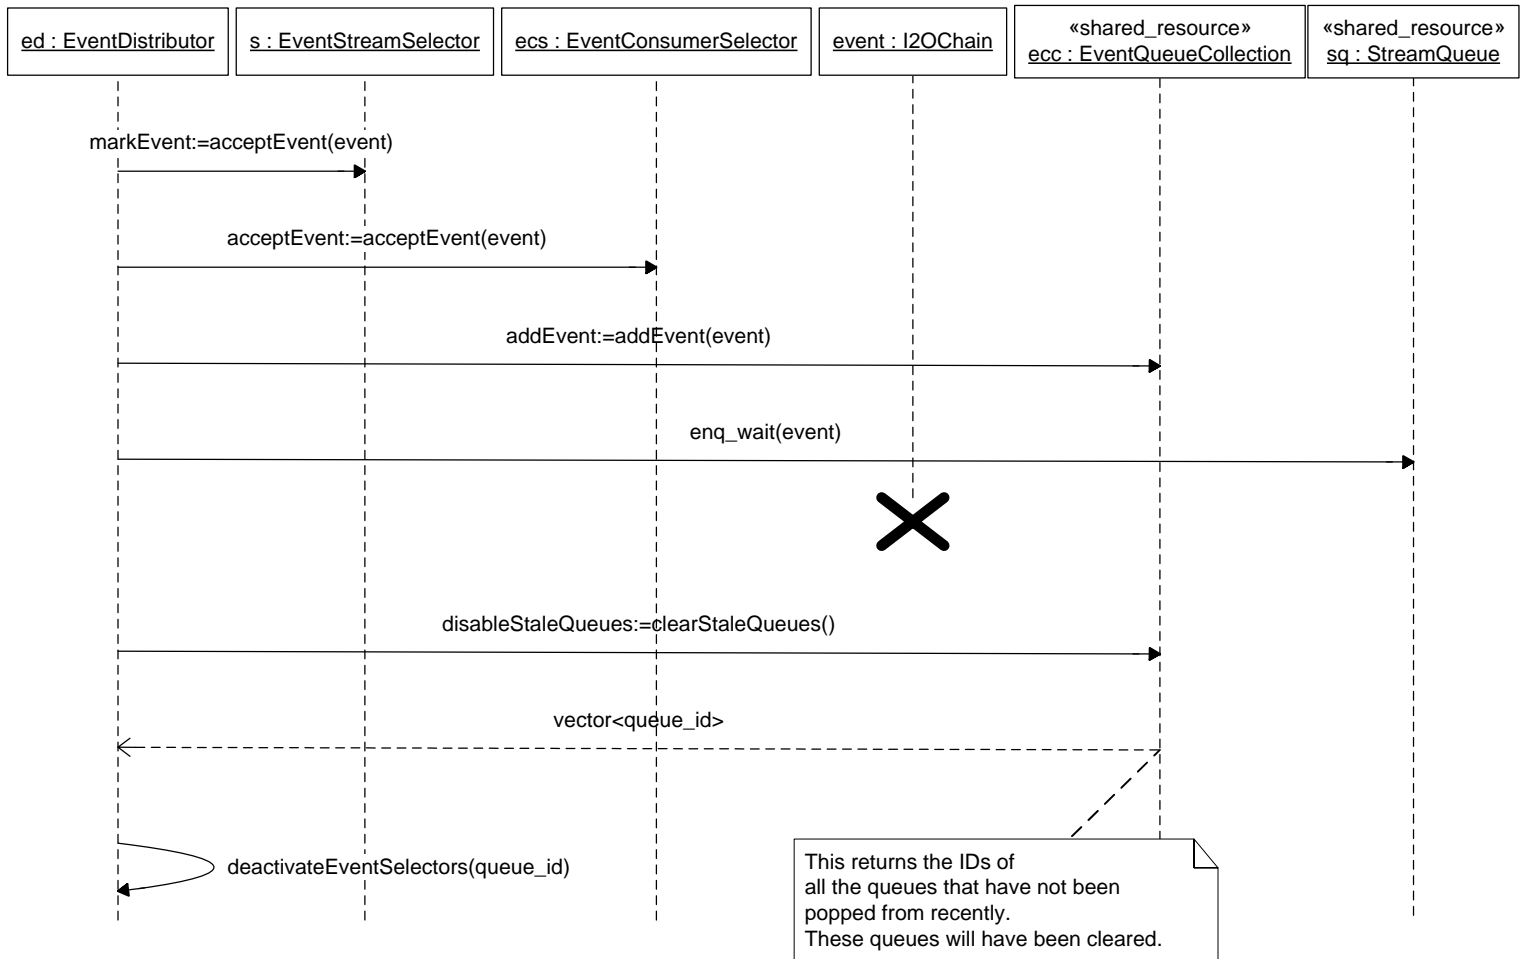 ed : EventDistributor
s : EventStreamSelector
ecs : EventConsumerSelector
event : I2OChain
«shared_resource»
ecc : EventQueueCollection
«shared_resource»
sq : StreamQueue
markEvent:=acceptEvent(event)
acceptEvent:=acceptEvent(event)
addEvent:=addEvent(event)
enq_wait(event)
disableStaleQueues:=clearStaleQueues()
vector<queue_id>
deactivateEventSelectors(queue_id)
This returns the IDs of
all the queues that have not been
popped from recently.
These queues will have been cleared.